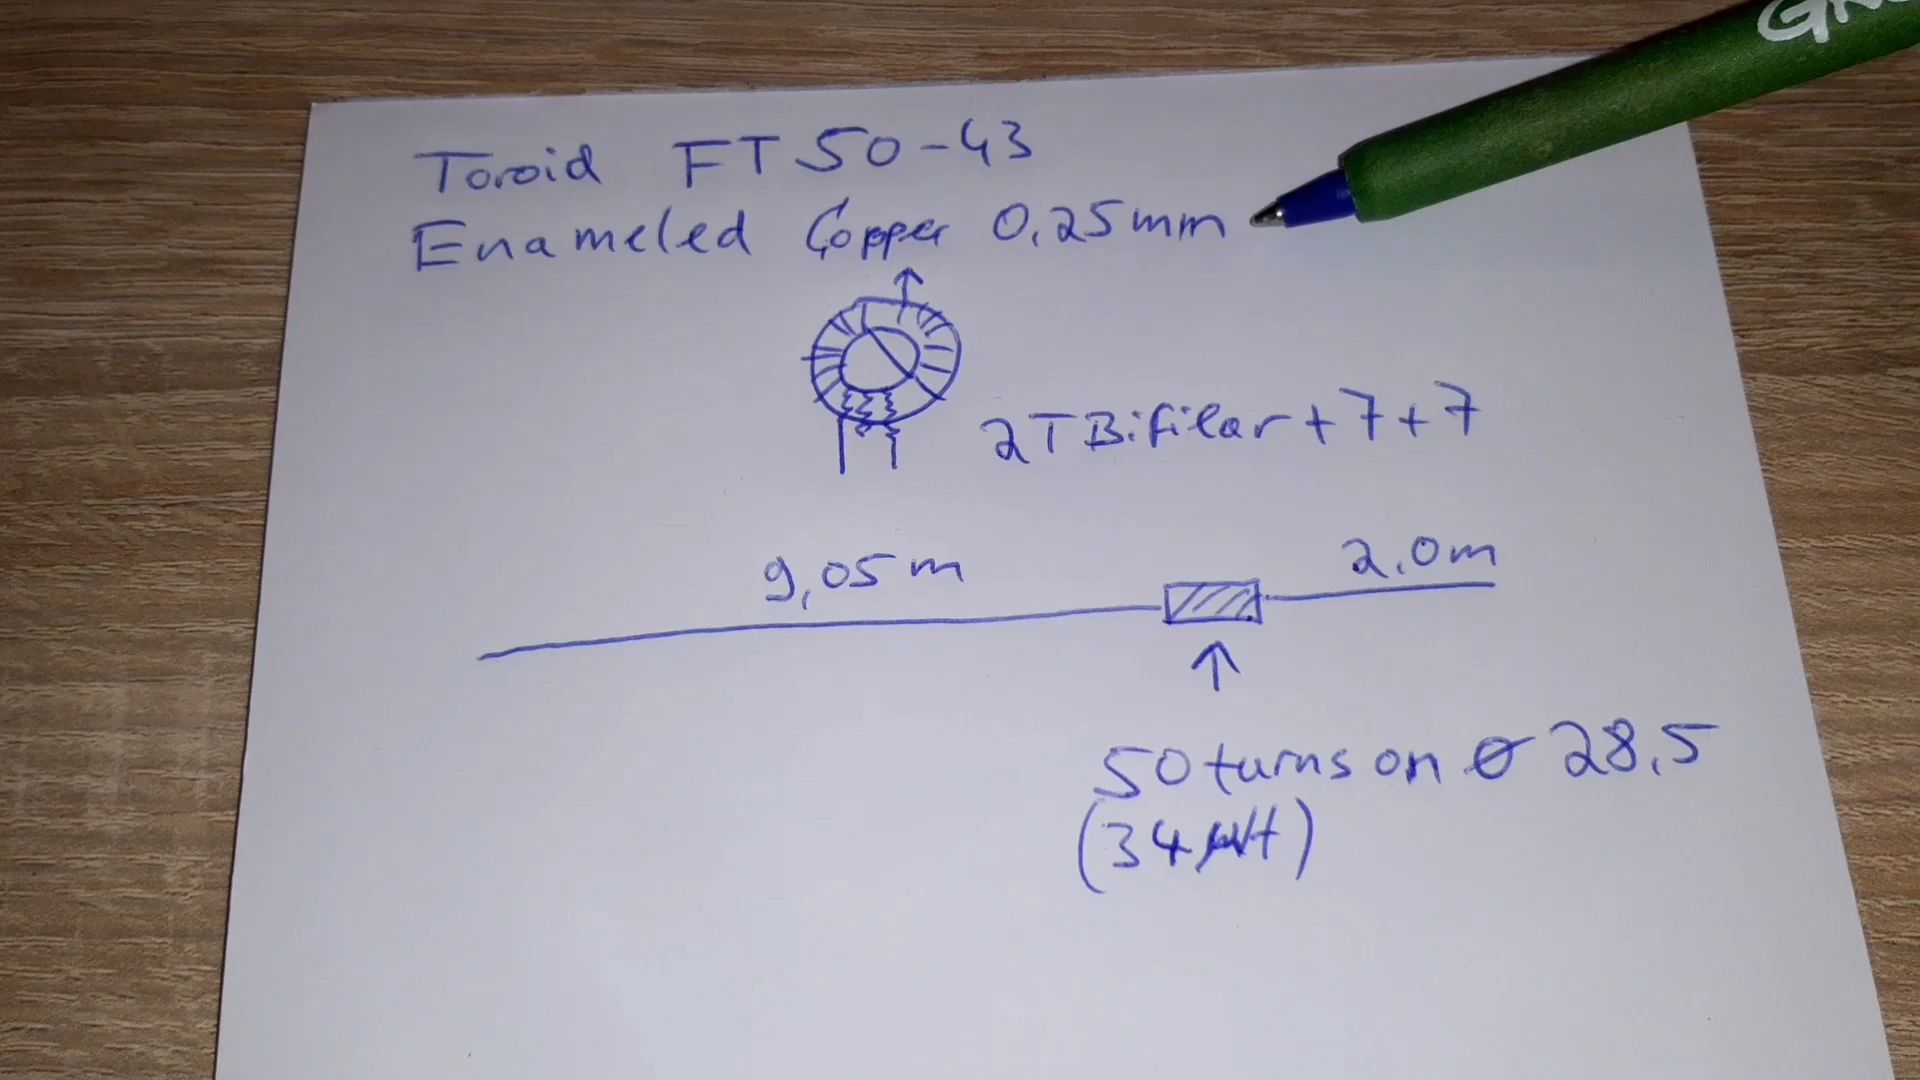 Toroid FT50-43
Enameled Copper 0,25mm
2T Bifilar + 7 + 7
9,05m
2.0m
50 turns on ø 28,5
(34µH)